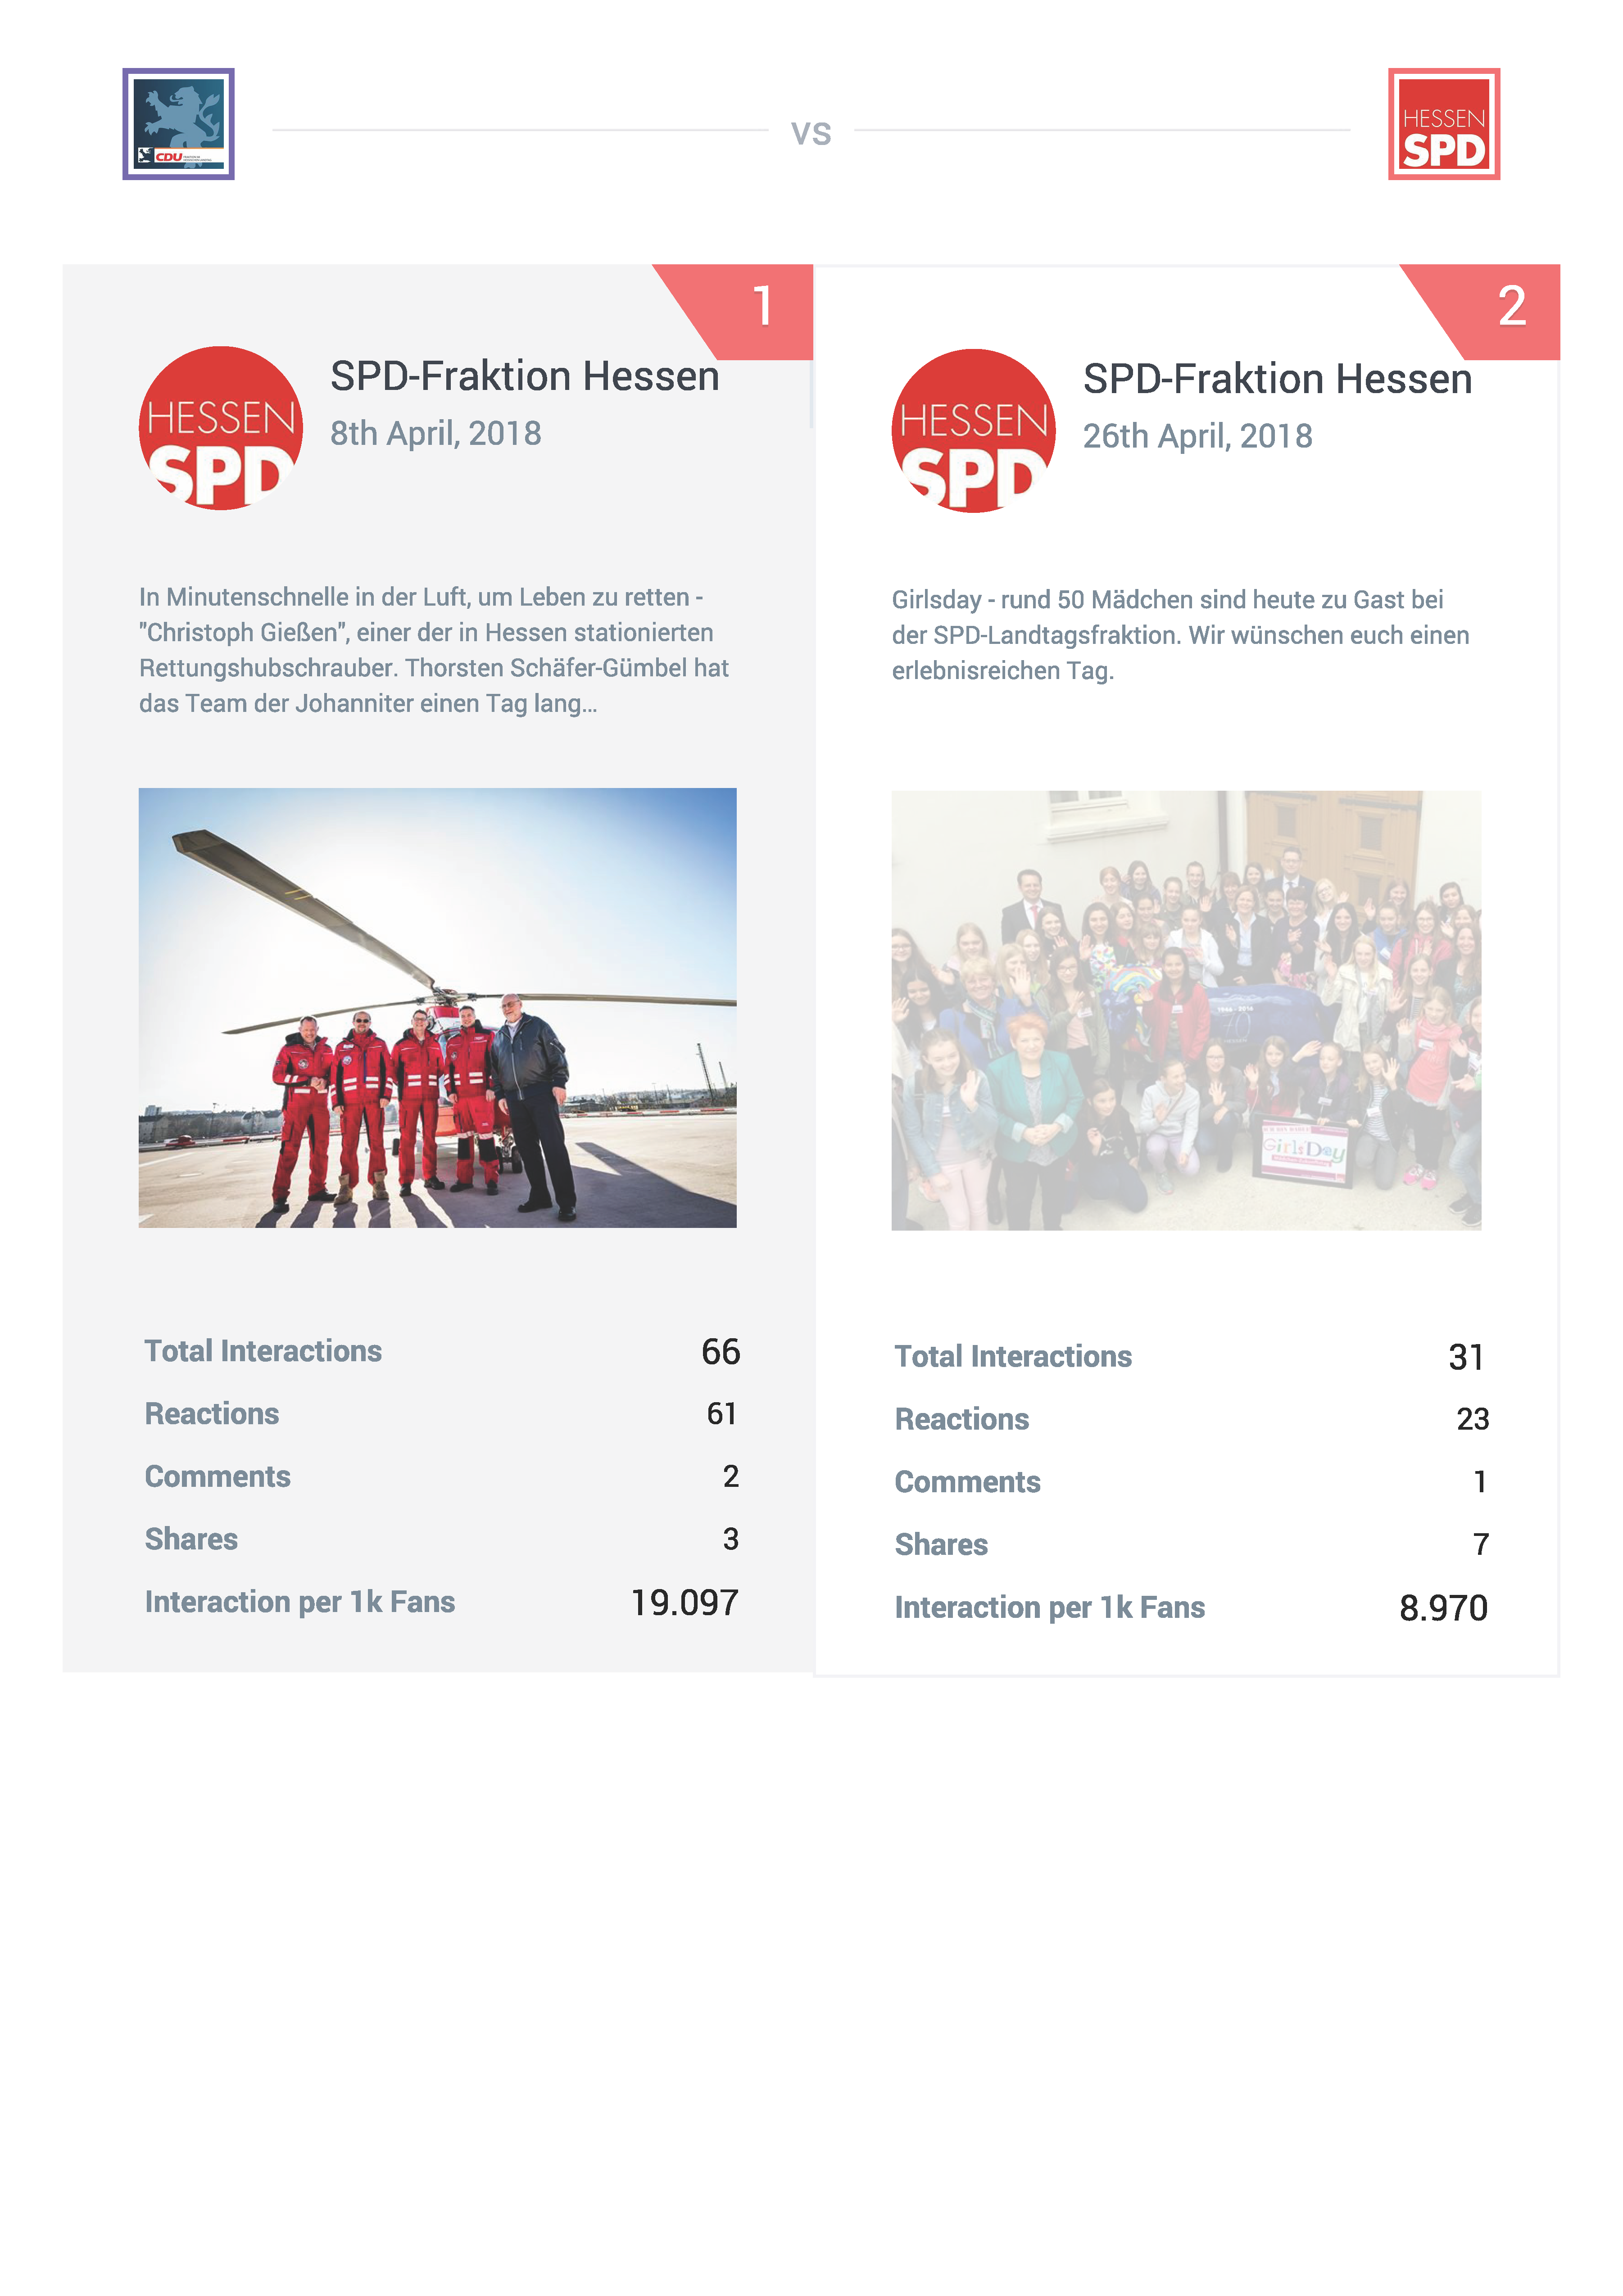 CDU
VS
HESSEN
SPD
1
HESSEN
SPD
SPD-Fraktion Hessen
8th April, 2018
In Minutenschnelle in der Luft, um Leben zu retten -
"Christoph Gießen", einer der in Hessen stationierten
Rettungshubschrauber. Thorsten Schäfer-Gümbel hat
das Team der Johanniter einen Tag lang...
Total Interactions 66
Reactions 61
Comments 2
Shares 3
Interaction per 1k Fans 19.097
2
HESSEN
SPD
SPD-Fraktion Hessen
26th April, 2018
Girlsday - rund 50 Mädchen sind heute zu Gast bei
der SPD-Landtagsfraktion. Wir wünschen euch einen
erlebnisreichen Tag.
Girls'Day
Total Interactions 31
Reactions 23
Comments 1
Shares 7
Interaction per 1k Fans 8.970